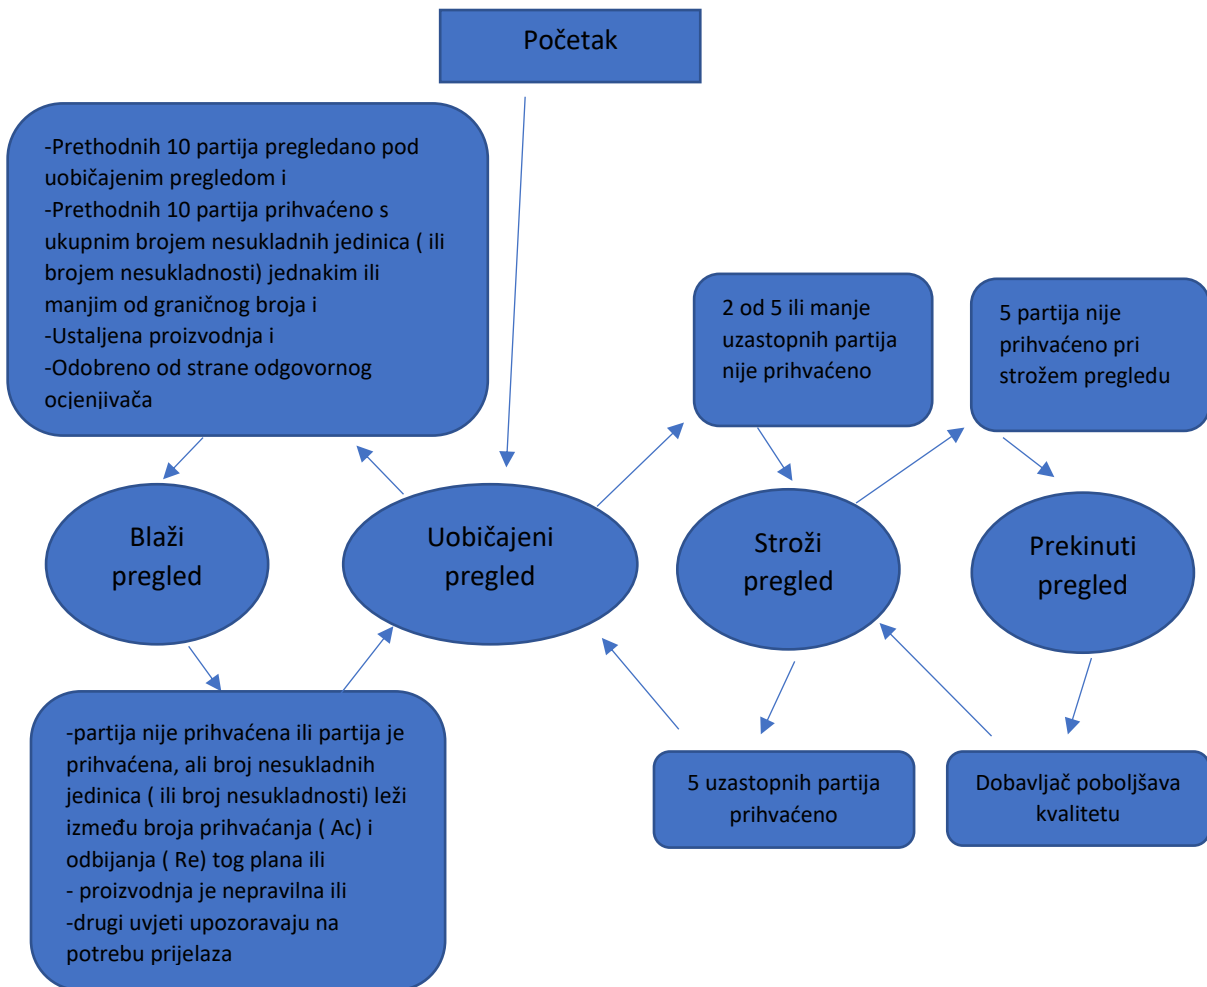 Početak
-Prethodnih 10 partija pregledano pod
uobičajenim pregledom i
-Prethodnih 10 partija prihvaćeno s
ukupnim brojem nesukladnih jedinica ( ili
brojem nesukladnosti) jednakim ili
manjim od graničnog broja i
-Ustaljena proizvodnja i
-Odobreno od strane odgovornog
ocjenjivača
2 od 5 ili manje
uzastopnih partija
nije prihvaćeno
5 partija nije
prihvaćeno pri
strožem pregledu
Blaži
pregled
Uobičajeni
pregled
Stroži
pregled
Prekinuti
pregled
-partija nije prihvaćena ili partija je
prihvaćena, ali broj nesukladnih
jedinica ( ili broj nesukladnosti) leži
između broja prihvaćanja ( Ac) i
odbijanja ( Re) tog plana ili
- proizvodnja je nepravilna ili
-drugi uvjeti upozoravaju na
potrebu prijelaza
5 uzastopnih partija
prihvaćeno
Dobavljač poboljšava
kvalitetu